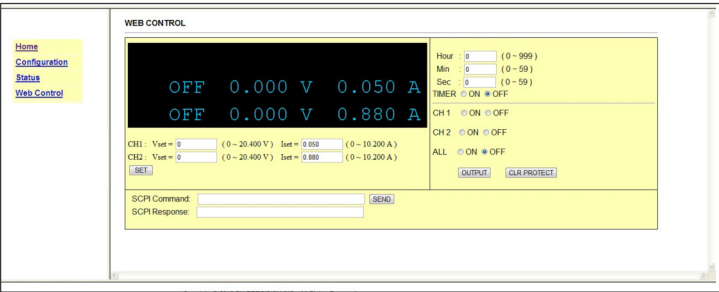 WEB CONTROL
Home
Configuration
Status
Web Control
OFF 0.000 V 0.050 A
OFF 0.000 V 0.880 A
CH1 : Vset = 0 ( 0 ~ 20.400 V ) Iset = 0.050 ( 0 ~ 10.200 A )
CH2 : Vset = 0 ( 0 ~ 20.400 V ) Iset = 0.880 ( 0 ~ 10.200 A )
SET
Hour : 0 ( 0 ~ 999 )
Min : 0 ( 0 ~ 59 )
Sec : 0 ( 0 ~ 59 )
TIMER ON OFF
CH 1 ON OFF
CH 2 ON OFF
ALL ON OFF
OUTPUT CLR PROTECT
SCPI Command: SEND
SCPI Response: